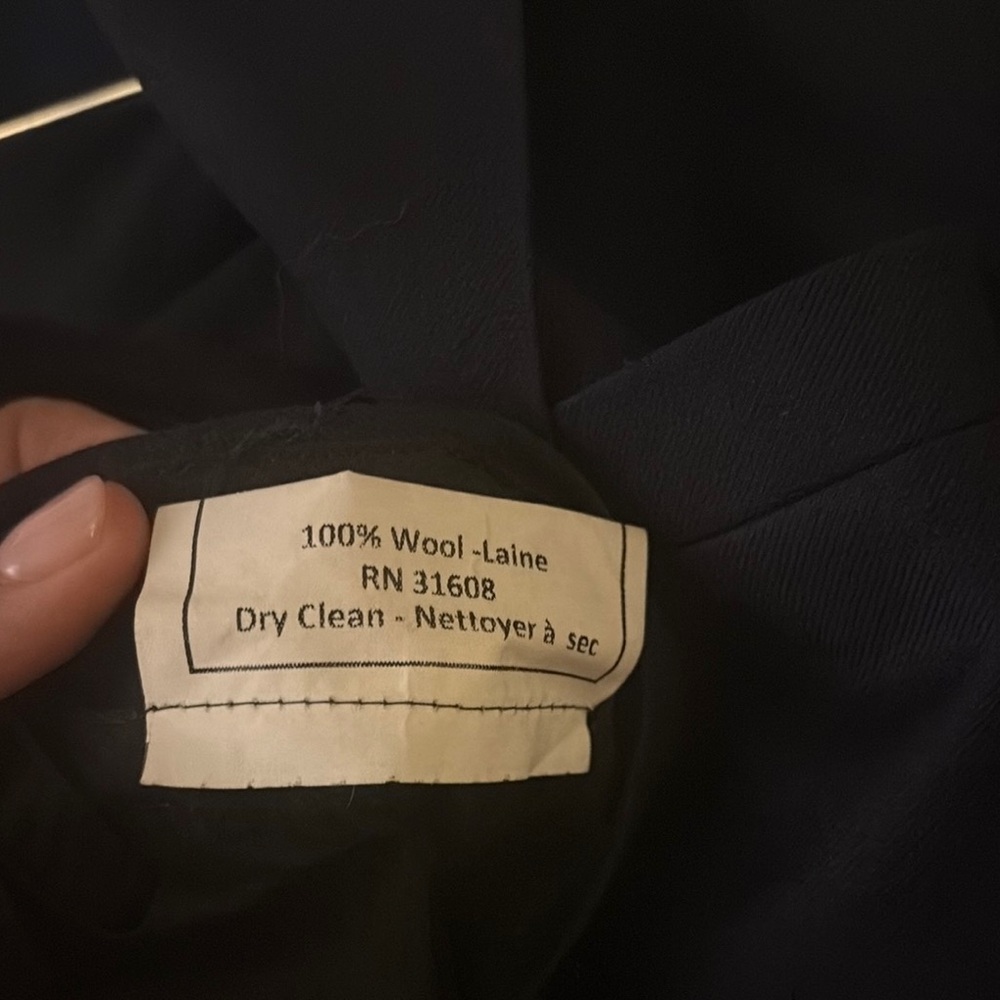 100% Wool -Laine
RN 31608
Dry Clean - Nettoyer à sec